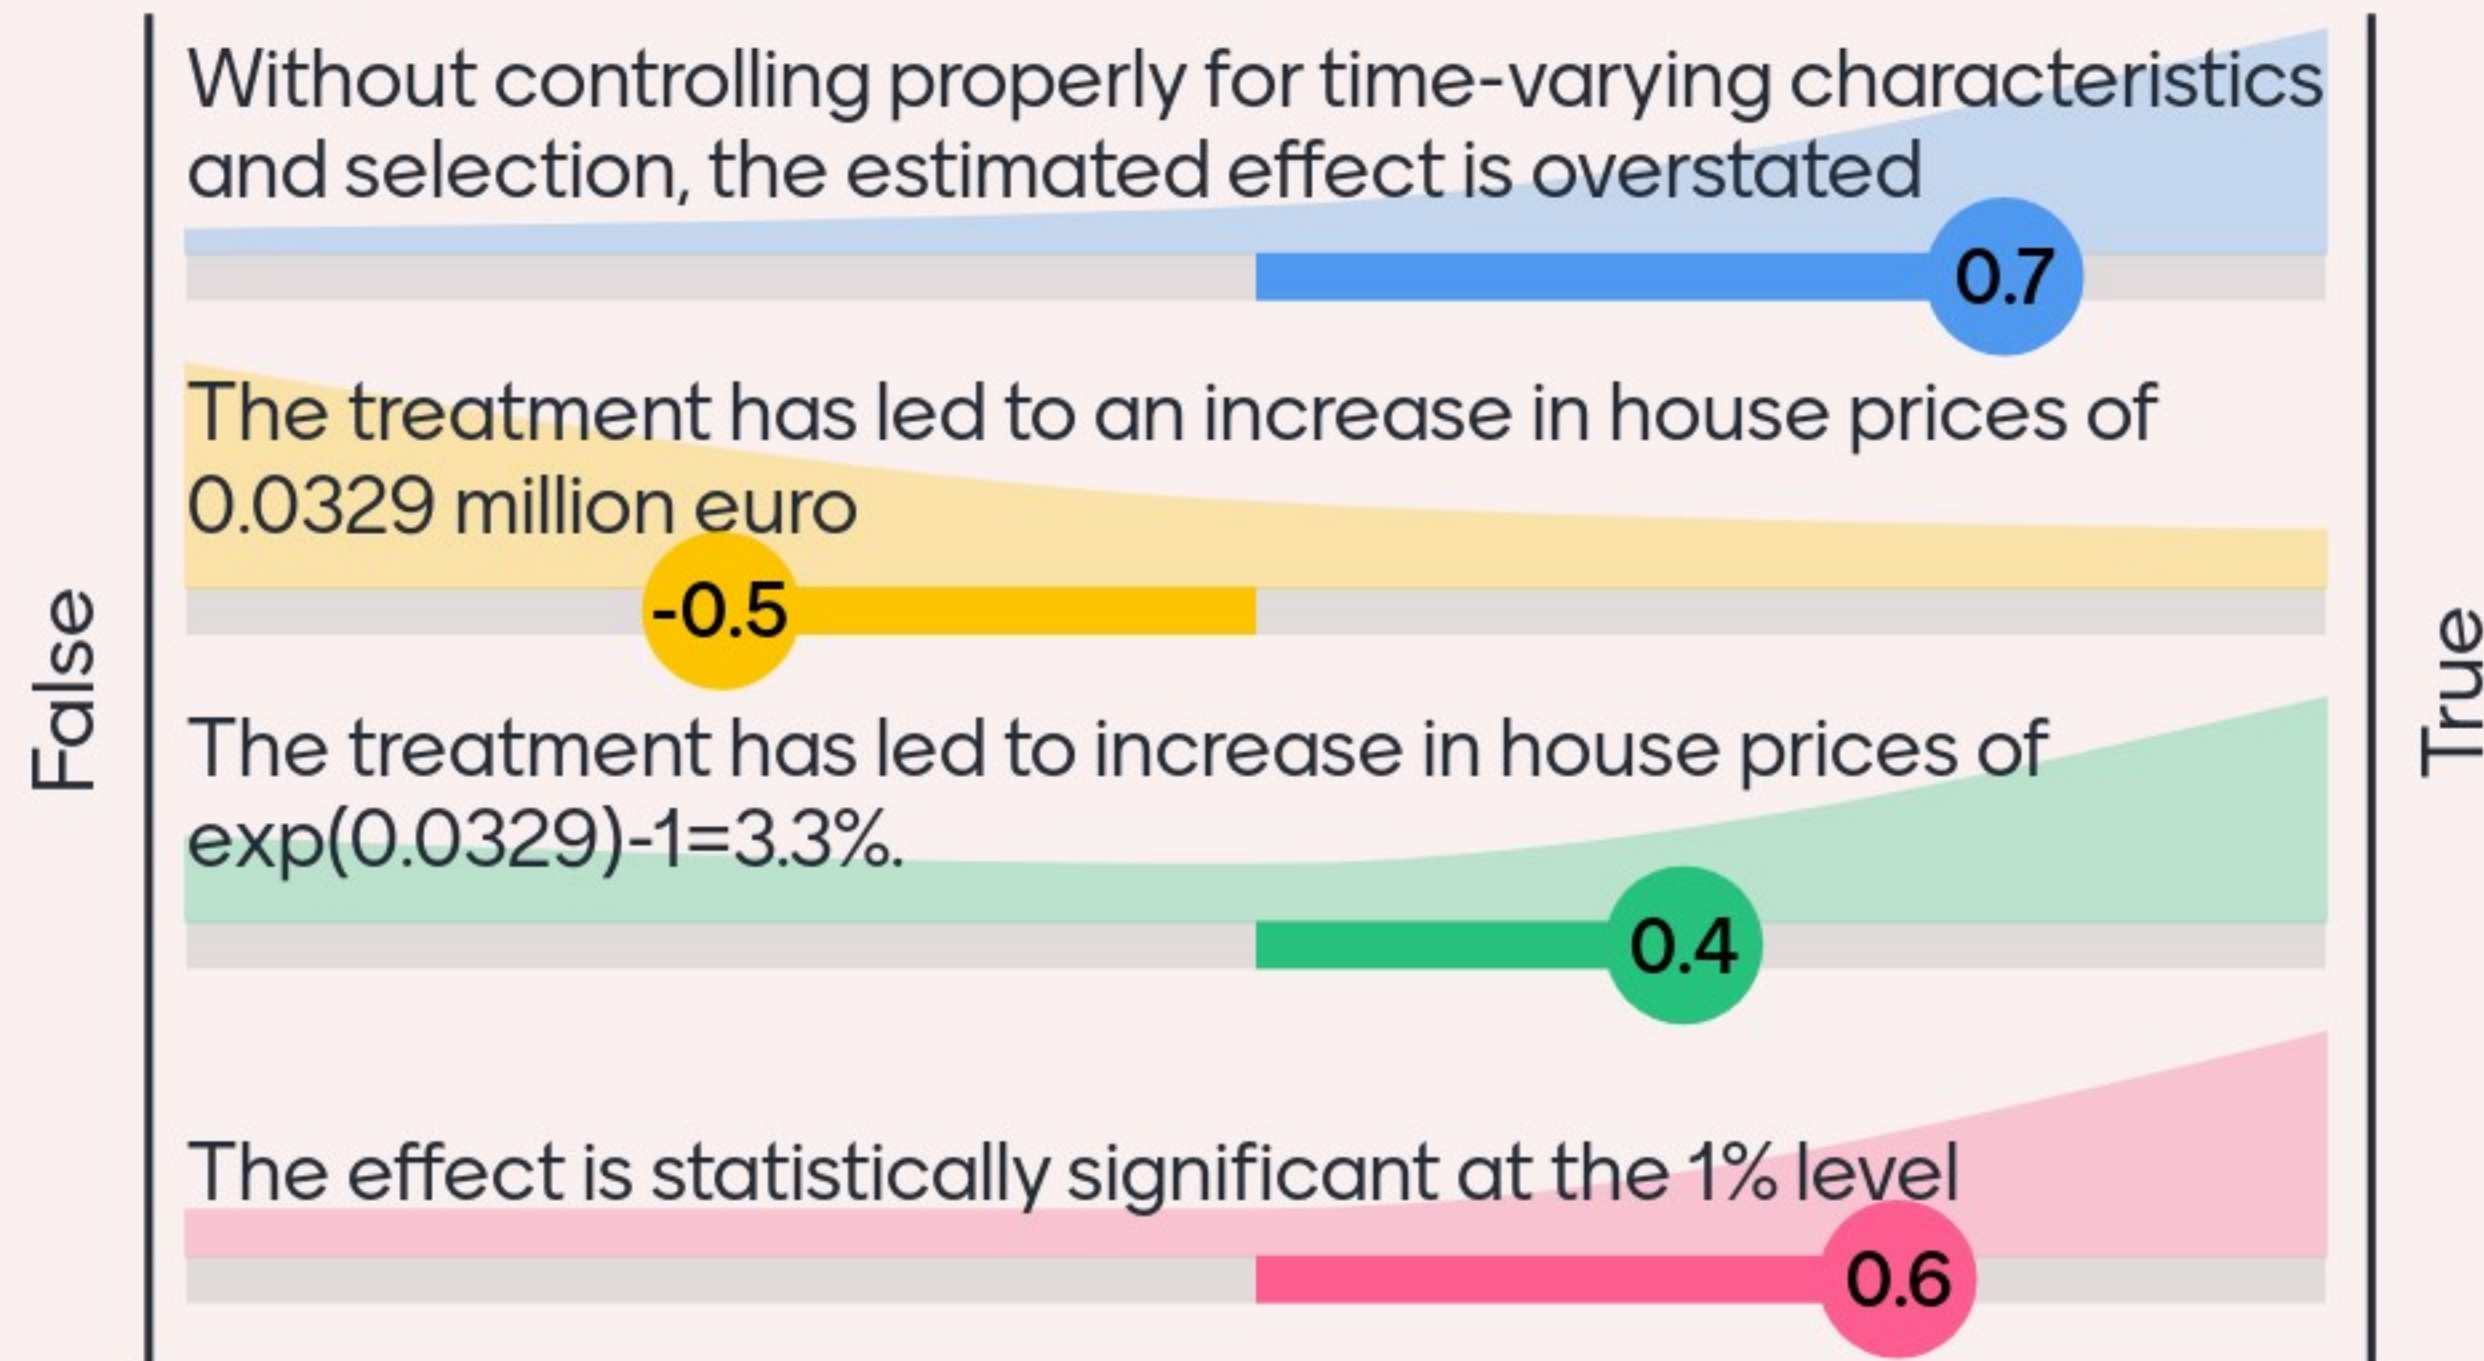 Without controlling properly for time-varying characteristics
and selection, the estimated effect is overstated
0.7
The treatment has led to an increase in house prices of
0.0329 million euro
-0.5
False
True
The treatment has led to increase in house prices of
exp(0.0329)-1=3.3%.
0.4
The effect is statistically significant at the 1% level
0.6